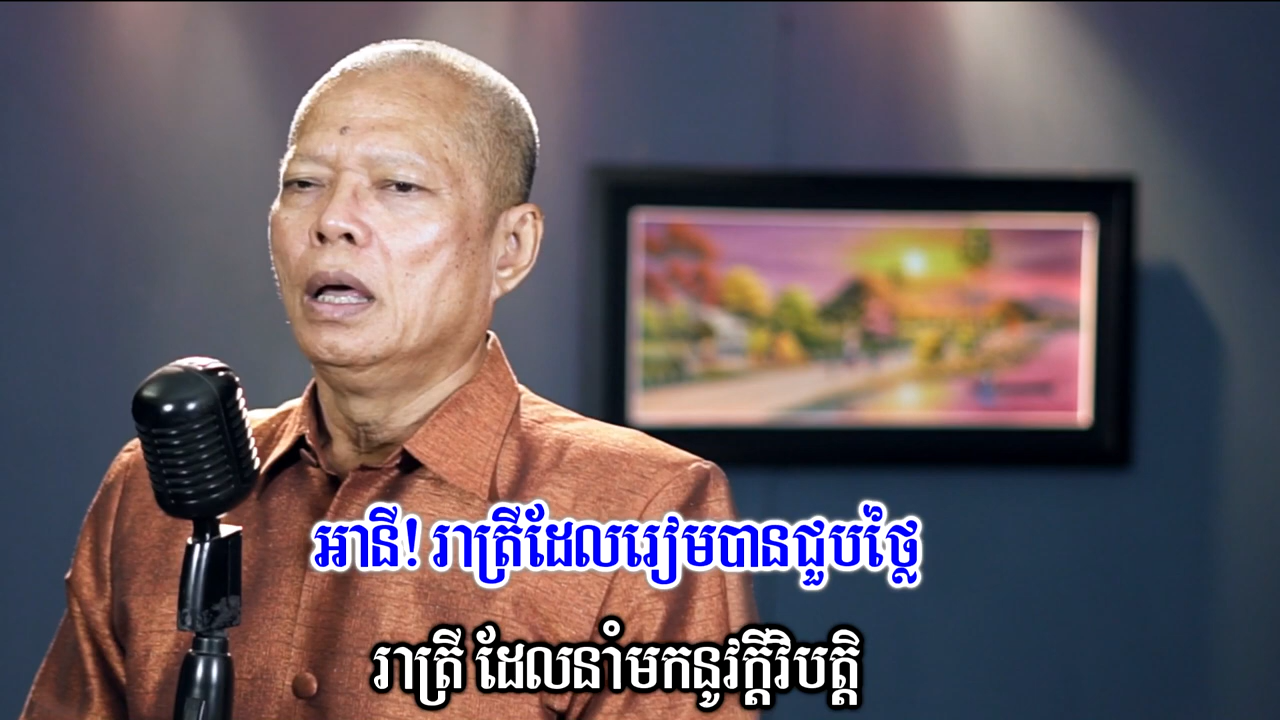 អានី! រាត្រីដែលរៀមបានជួបថ្លៃ
រាត្រី ដែលនាំមកនូវក្តីវិបត្តិ